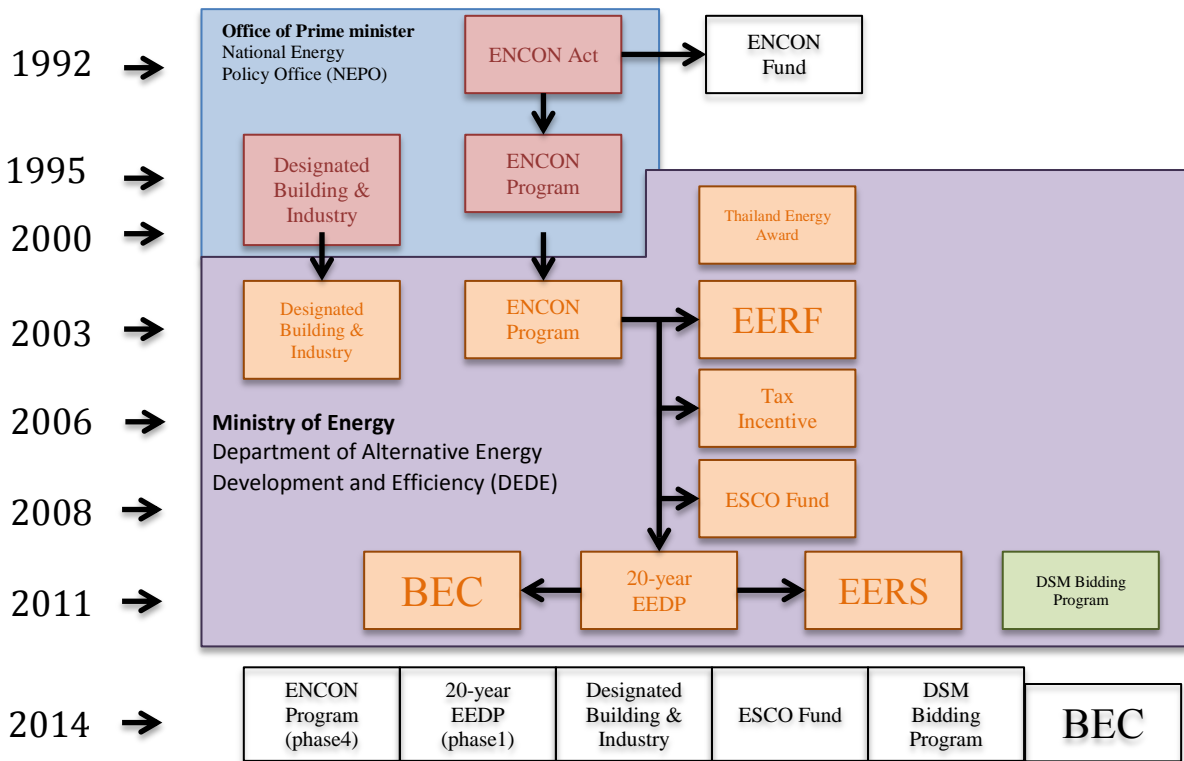 1992
Office of Prime minister
National Energy
Policy Office (NEPO)
ENCON Act
ENCON
Fund
1995
Designated
Building &
Industry
ENCON
Program
2000
Thailand Energy
Award
2003
Designated
Building &
Industry
ENCON
Program
EERF
2006
Tax
Incentive
Ministry of Energy
Department of Alternative Energy
Development and Efficiency (DEDE)
2008
ESCO Fund
2011
BEC
20-year
EEDP
EERS
DSM Bidding
Program
2014
ENCON
Program
(phase4)
20-year
EEDP
(phase1)
Designated
Building &
Industry
ESCO Fund
DSM
Bidding
Program
BEC